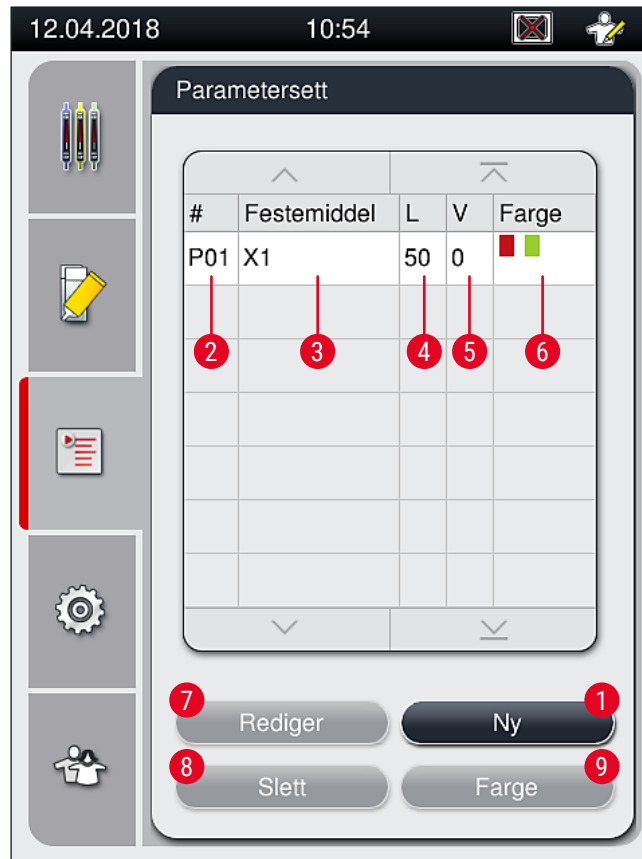 12.04.2018 10:54
Parametersett
# Festemiddel L V Farge
P01 X1 50 0
2 3 4 5 6
7 1
Rediger Ny
8 9
Slett Farge